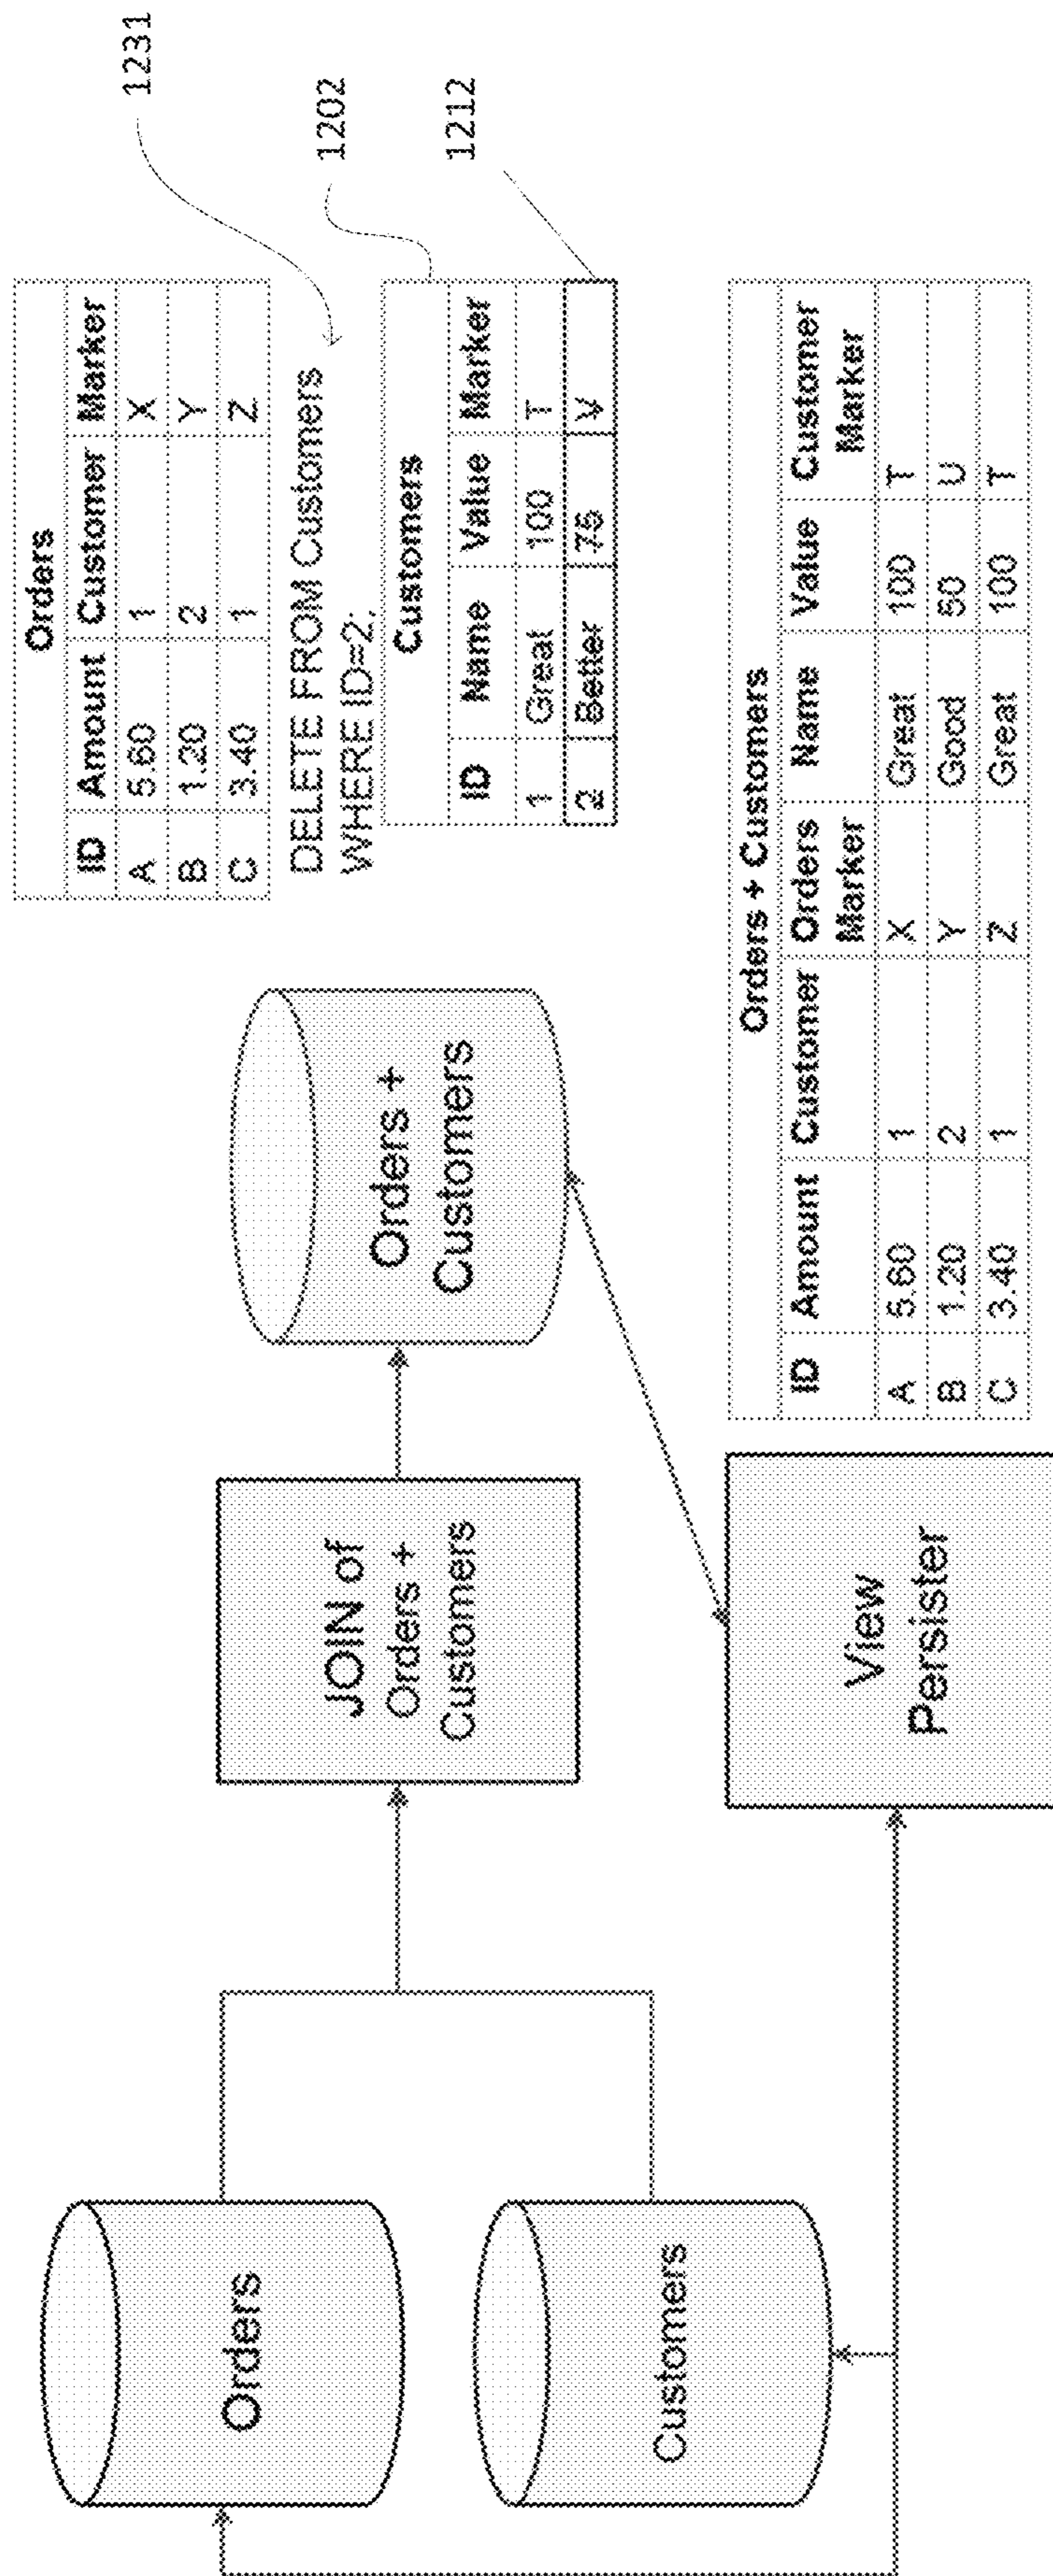 Orders
Customers
JOIN of
Orders +
Customers
Orders +
Customers
View
Persister
Orders
ID Amount Customer Marker
A 5.60 1 X
B 1.20 2 Y
C 3.40 1 Z
DELETE FROM Customers
WHERE ID=2;
Customers
ID Name Value Marker
1 Great 100 T
2 Better 75 V
1231
1202
1212
Orders + Customers
ID Amount Customer Orders Name Value Customer
Marker Marker
A 5.60 1 X Great 100 T
B 1.20 2 Y Good 50 U
C 3.40 1 Z Great 100 T